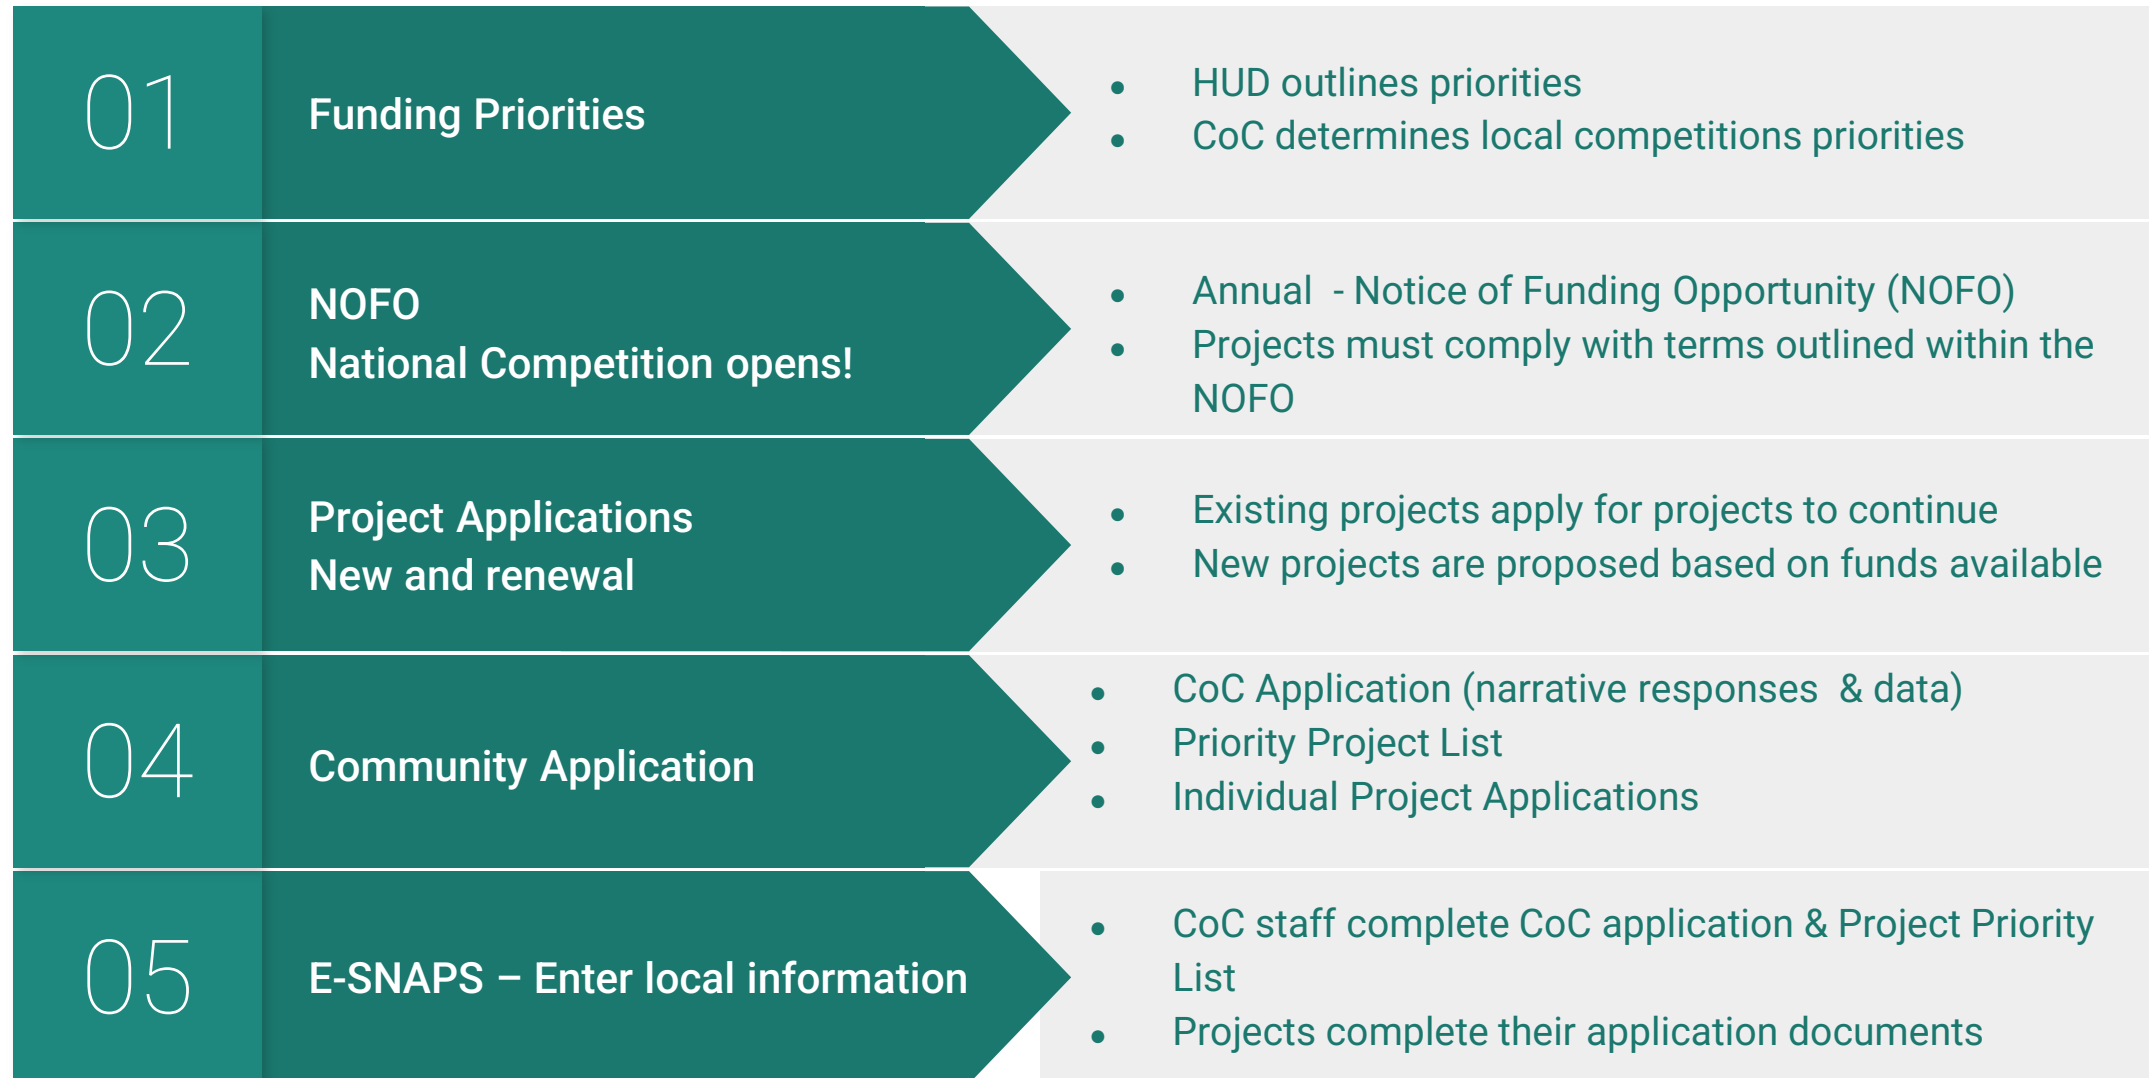 01
Funding Priorities
• HUD outlines priorities
• CoC determines local competitions priorities
02
NOFO
National Competition opens!
• Annual  - Notice of Funding Opportunity (NOFO)
• Projects must comply with terms outlined within the
NOFO
03
Project Applications
New and renewal
• Existing projects apply for projects to continue
• New projects are proposed based on funds available
04
Community Application
• CoC Application (narrative responses  & data)
• Priority Project List
• Individual Project Applications
05
E-SNAPS – Enter local information
• CoC staff complete CoC application & Project Priority
List
• Projects complete their application documents